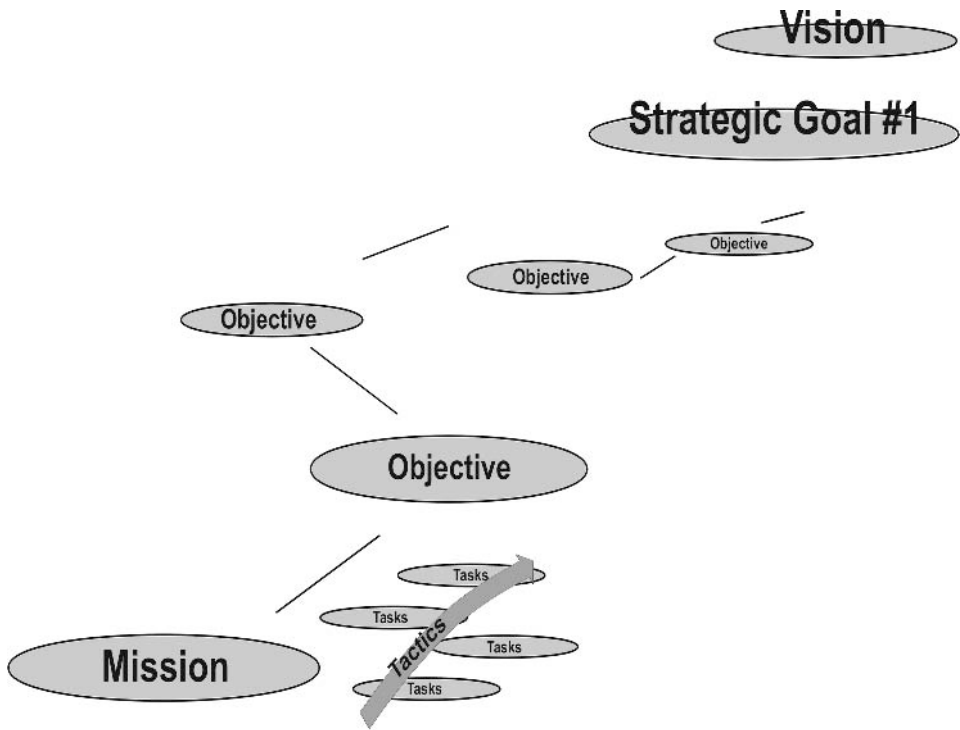 Vision
Strategic Goal #1
Objective
Objective
Objective
Objective
Tasks
Tasks
Tactics
Tasks
Mission
Tasks